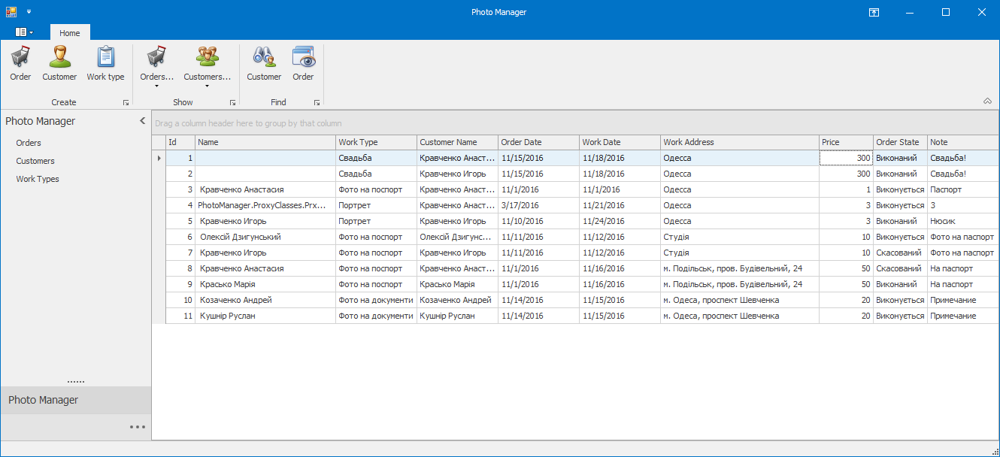 Photo Manager
Home
Order Customer Work type Orders... Customers... Customer Order
Create Show Find
Photo Manager
Orders
Customers
Work Types
Photo Manager
Drag a column header here to group by that column
Id Name Work Type Customer Name Order Date Work Date Work Address Price Order State Note
1 Свадьба Кравченко Анаст... 11/15/2016 11/18/2016 Одесса 300 Виконаний Свадьба!
2 Свадьба Кравченко Игорь 11/15/2016 11/18/2016 Одесса 300 Виконаний Свадьба!
3 Кравченко Анастасия Фото на поспорт Кравченко Анаст... 11/1/2016 11/1/2016 Одесса 1 Виконується Паспорт
4 PhotoManager.ProxyClasses.Prx... Портрет Кравченко Анаст... 3/17/2016 11/21/2016 Одесса 3 Виконується 3
5 Кравченко Игорь Портрет Кравченко Игорь 11/10/2016 11/24/2016 Одесса 3 Виконаний Нюсик
6 Олексій Дзигунський Фото на поспорт Олексій Дзигунс... 11/11/2016 11/12/2016 Студія 10 Виконується Фото на паспорт
7 Кравченко Игорь Фото на поспорт Кравченко Игорь 11/11/2016 11/12/2016 Студія 10 Скасований Фото на паспорт
8 Кравченко Анастасия Фото на поспорт Кравченко Анаст... 11/1/2016 11/16/2016 м. Подільськ, пров. Будівельний, 24 50 Скасований На паспорт
9 Красько Марія Фото на поспорт Красько Марія 11/1/2016 11/16/2016 м. Подільськ, пров. Будівельний, 24 50 Виконаний На паспорт
10 Козаченко Андрей Фото на документи Козаченко Андрей 11/14/2016 11/15/2016 м. Одеса, проспект Шевченка 20 Виконується Примечание
11 Кушнір Руслан Фото на документи Кушнір Руслан 11/14/2016 11/15/2016 м. Одеса, проспект Шевченка 20 Виконується Примечание